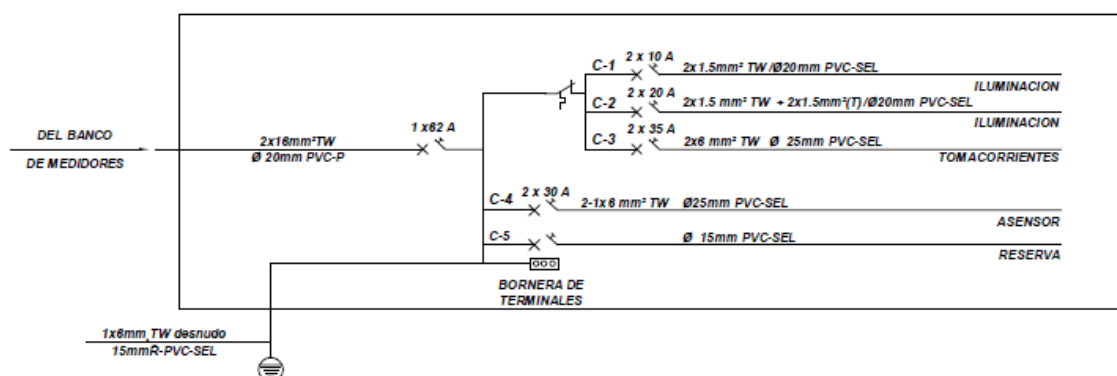 DEL BANCO
DE MEDIDORES
2x16mm²TW
Ø 20mm PVC-P
1 x62 A
C-1
2 x 10 A
2x1.5mm² TW /Ø20mm PVC-SEL
ILUMINACION
C-2
2 x 20 A
2x1.5 mm² TW + 2x1.5mm²(T)/Ø20mm PVC-SEL
ILUMINACION
C-3
2 x 35 A
2x6 mm² TW Ø 25mm PVC-SEL
TOMACORRIENTES
C-4
2 x 30 A
2-1x6 mm² TW Ø25mm PVC-SEL
ASENSOR
C-5
Ø 15mm PVC-SEL
RESERVA
BORNERA DE
TERMINALES
1x6mm,TW desnudo
15mmR-PVC-SEL